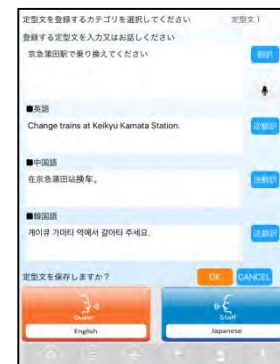 定型文を登録するカテゴリを選択してください 定型文1
登録する定型文を入力又はお話しください
京急蒲田駅で乗り換えてください
翻訳
■英語
逆翻訳
Change trains at Keikyu Kamata Station.
■中国語
在京急蒲田站换车。
逆翻訳
■韓国語
게이큐 가마타 역에서 갈아타 주세요.
逆翻訳
定型文を保存しますか？ OK CANCEL
Guest Staff
English Japanese